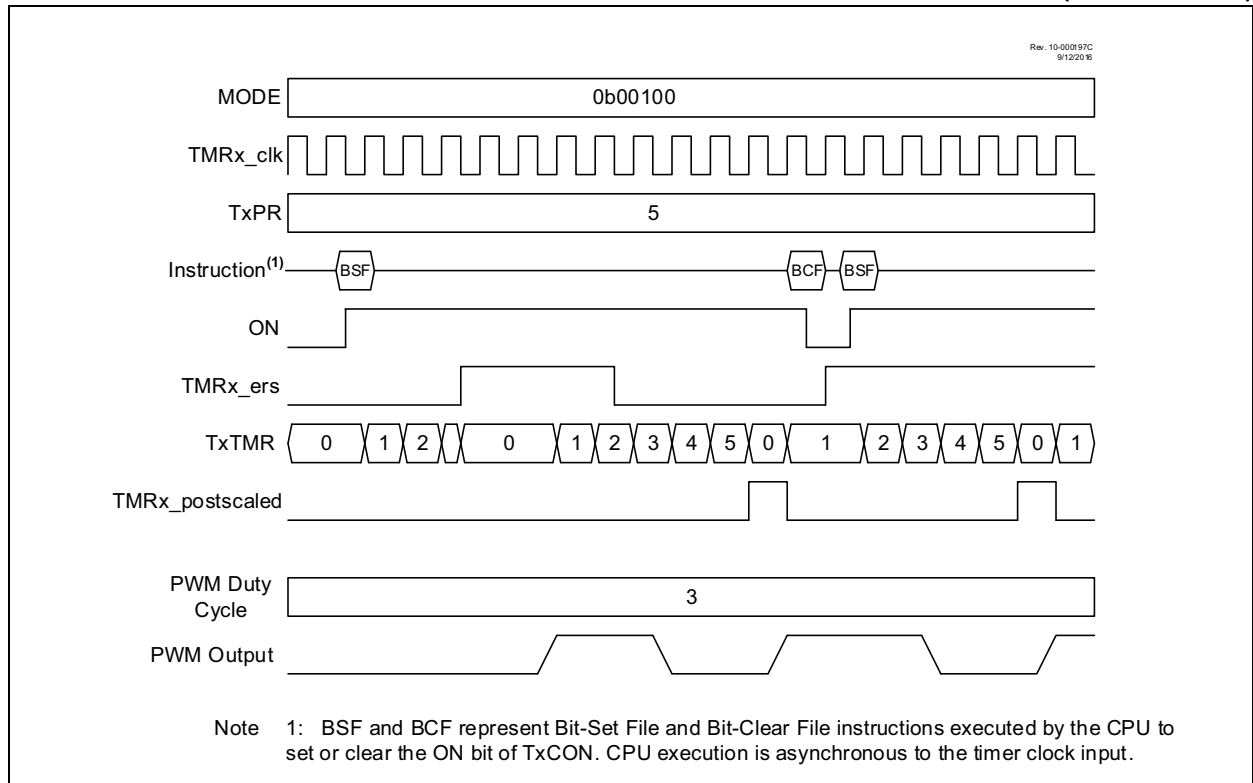 Rev. 10-000197C
9/12/2016
MODE 0b00100
TMRx_clk
TxPR 5
Instruction(1) BSF BCF BSF
ON
TMRx_ers
TxTMR 0 1 2 0 1 2 3 4 5 0 1 2 3 4 5 0 1
TMRx_postscaled
PWM Duty
Cycle 3
PWM Output
Note 1: BSF and BCF represent Bit-Set File and Bit-Clear File instructions executed by the CPU to
set or clear the ON bit of TxCON. CPU execution is asynchronous to the timer clock input.